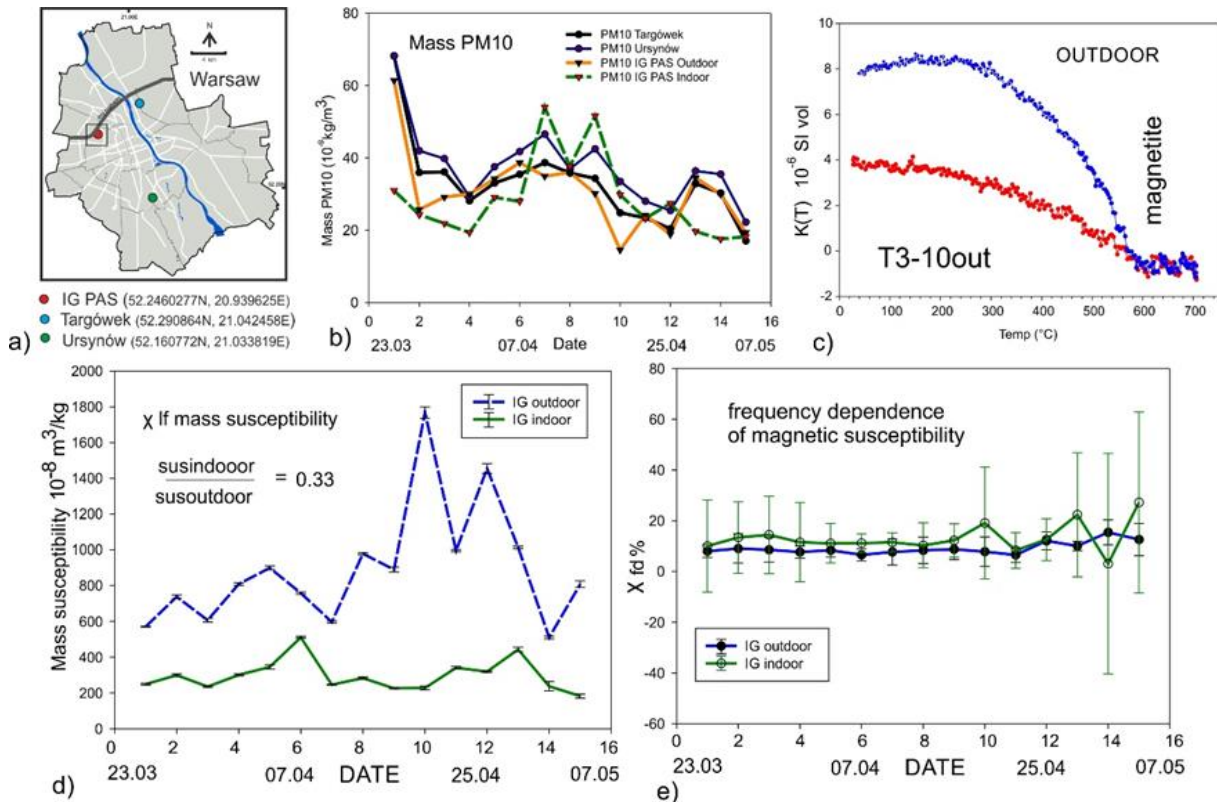 a)
21.00E
N
4 km
Warsaw
IG PAS (52.2460277N, 20.939625E)
Targówek (52.290864N, 21.042458E)
Ursynów (52.160772N, 21.033819E)
b)
Mass PM10
PM10 Targówek
PM10 Ursynów
PM10 IG PAS Outdoor
PM10 IG PAS Indoor
Mass PM10 (10⁻⁹kg/m³)
80
60
40
20
0
0 2 4 6 8 10 12 14 16
23.03 07.04 Date 25.04 07.05
c)
OUTDOOR
magnetite
T3-10out
K(T) 10⁻⁶ SI vol
10
8
6
4
2
0
-2
0 100 200 300 400 500 600 700
Temp (°C)
d)
χ lf mass susceptibility
susindooor
susoutdoor
= 0.33
IG outdoor
IG indoor
Mass susceptibility 10⁻⁸ m³/kg
2000
1800
1600
1400
1200
1000
800
600
400
200
0
0 2 4 6 8 10 12 14 16
23.03 07.04 DATE 25.04 07.05
e)
frequency dependence
of magnetic susceptibility
IG outdoor
IG indoor
χ fd %
80
60
40
20
0
-20
-40
-60
0 2 4 6 8 10 12 14 16
23.03 07.04 DATE 25.04 07.05